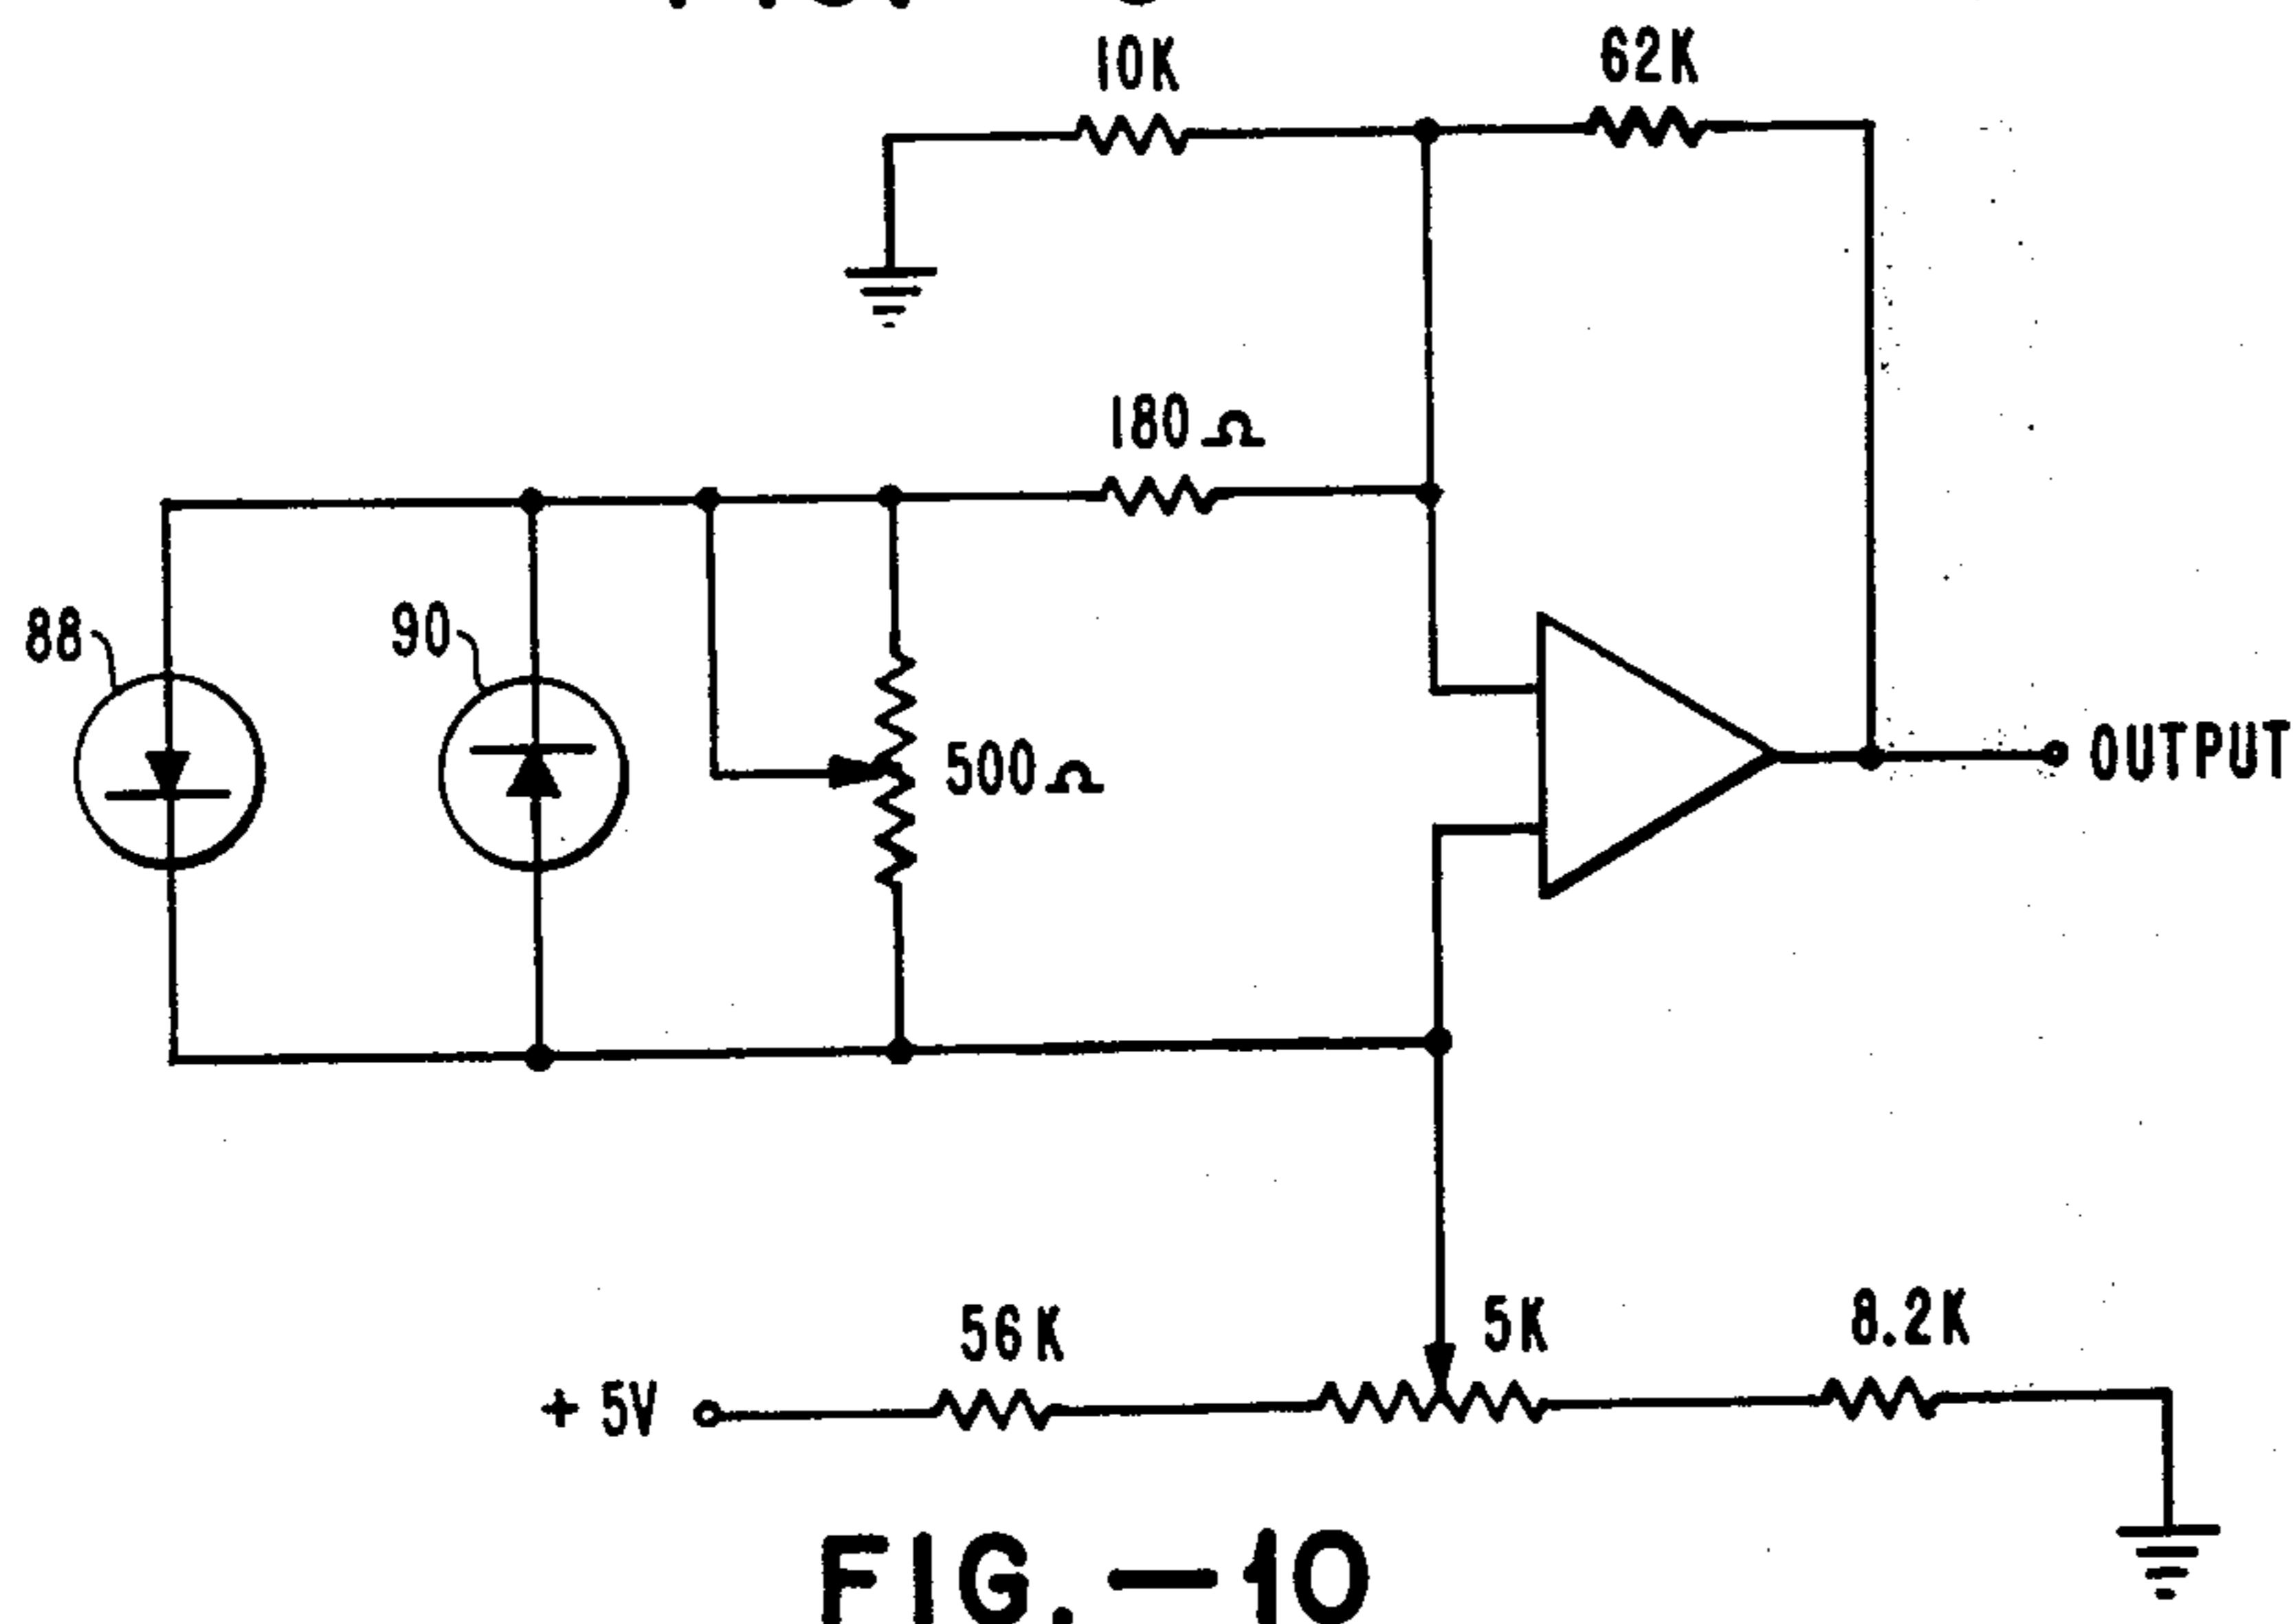 10K
62K
180Ω
88
90
500Ω
OUTPUT
56K
5K
8.2K
+ 5V
FIG.—10